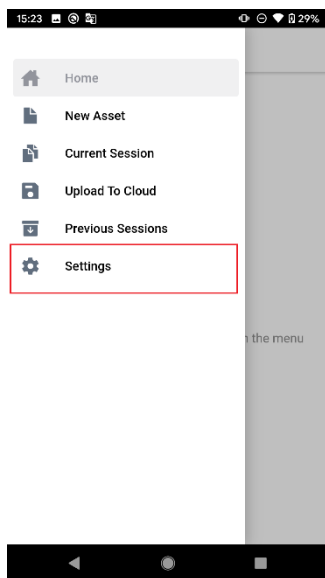 15:23 29%
Home
New Asset
Current Session
Upload To Cloud
Previous Sessions
Settings
the menu